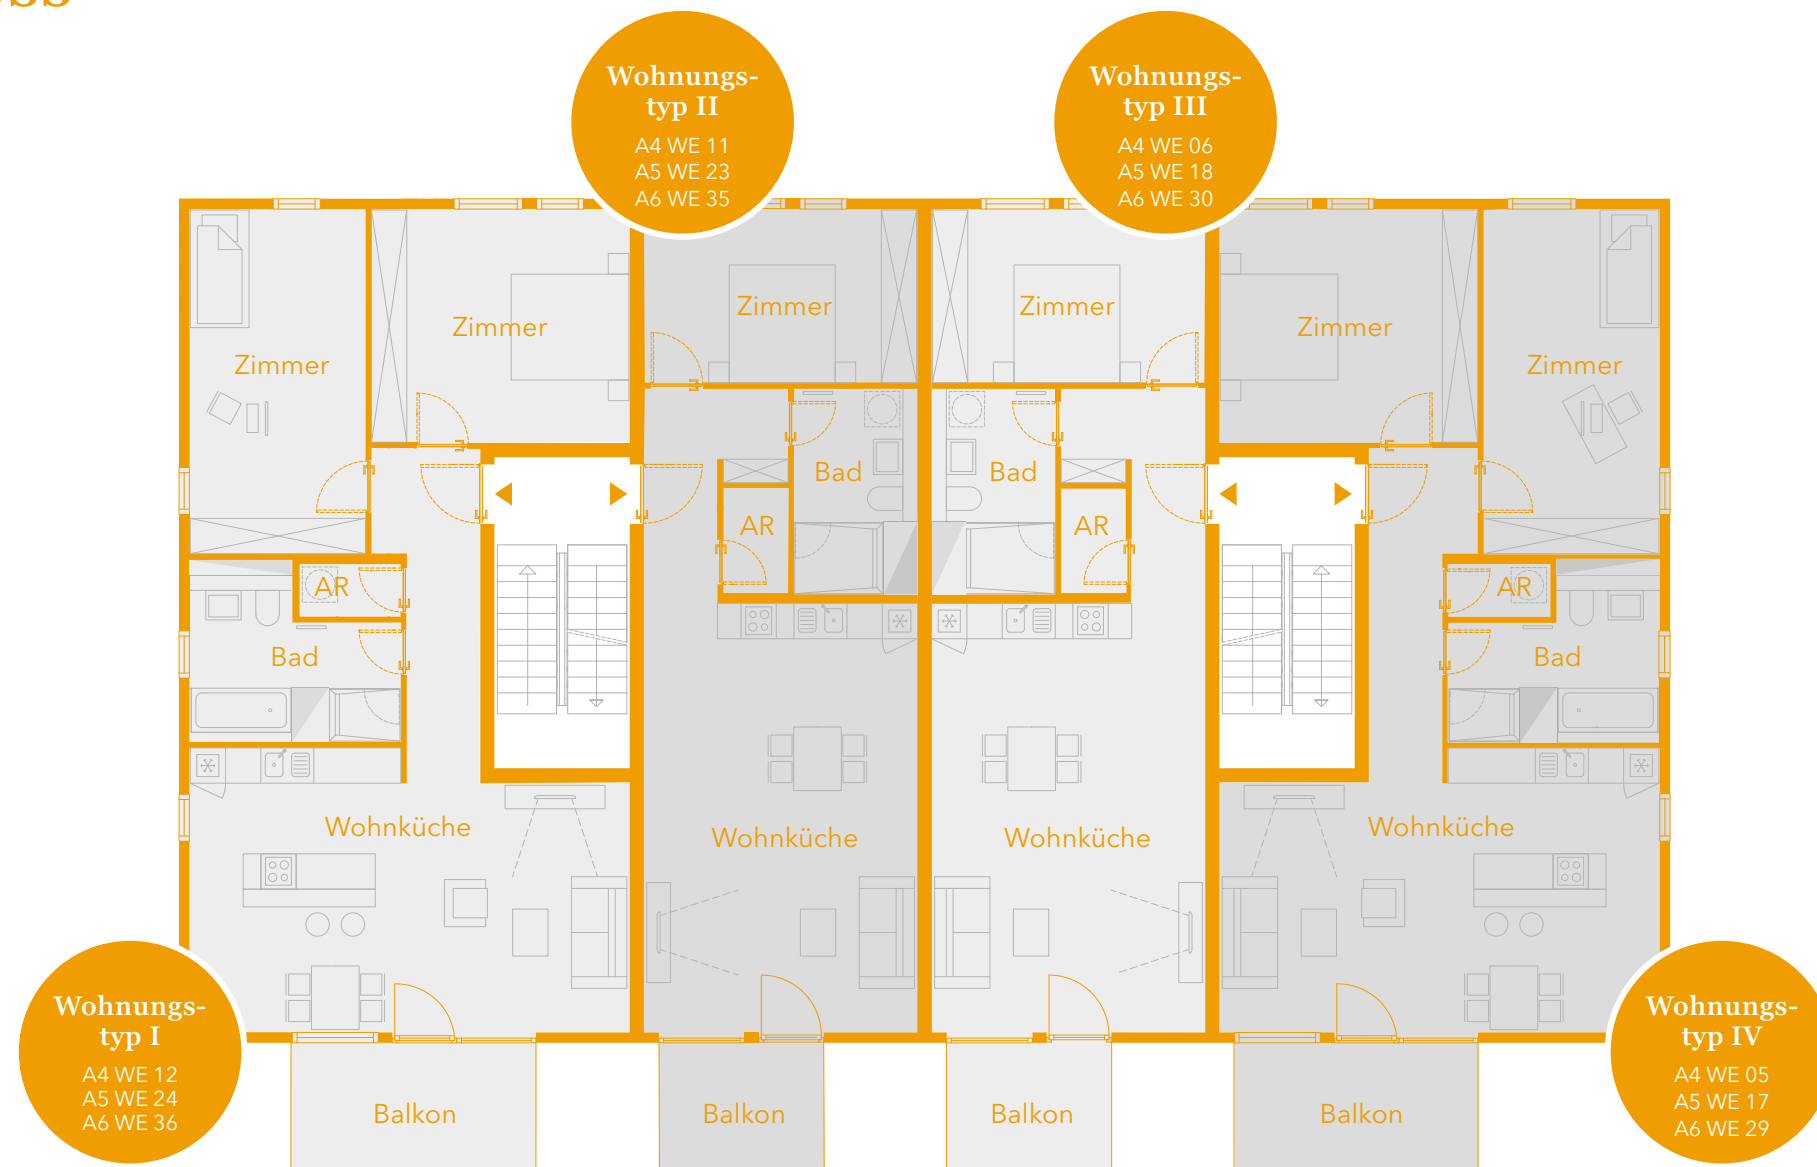 Wohnungs-
typ II
A4 WE 11
A5 WE 23
A6 WE 35
Wohnungs-
typ III
A4 WE 06
A5 WE 18
A6 WE 30
Zimmer
Zimmer
Zimmer
Zimmer
Zimmer
Zimmer
Bad
AR
Bad
AR
AR
Bad
AR
Bad
Wohnküche
Wohnküche
Wohnküche
Wohnküche
Wohnungs-
typ I
A4 WE 12
A5 WE 24
A6 WE 36
Balkon
Balkon
Balkon
Balkon
Wohnungs-
typ IV
A4 WE 05
A5 WE 17
A6 WE 29